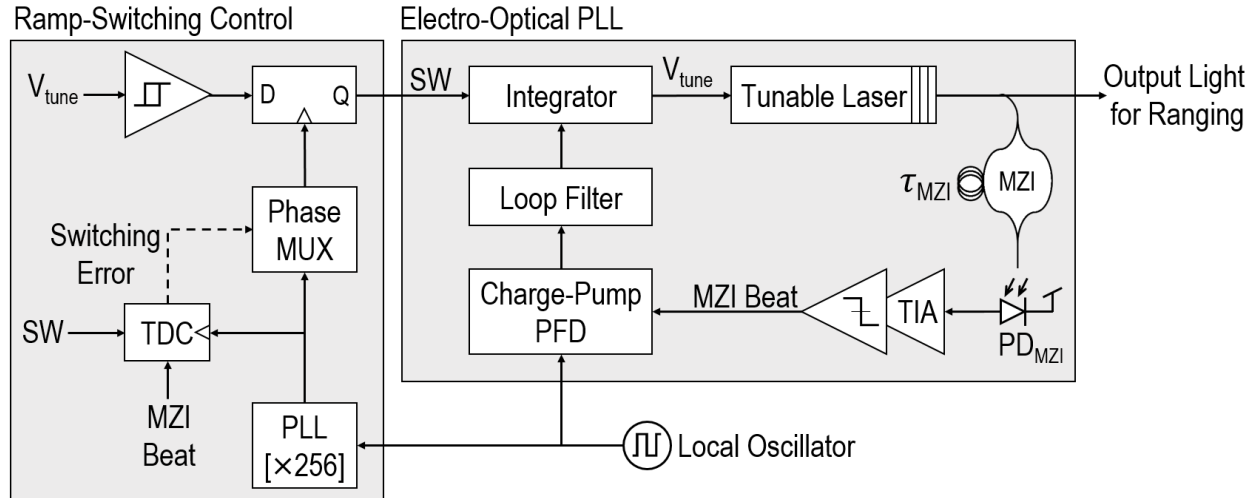 Ramp-Switching Control
Electro-Optical PLL
V_tune
D Q
SW
Integrator
V_tune
Tunable Laser
Output Light
for Ranging
τ_MZI
MZI
Phase
MUX
Loop Filter
Switching
Error
SW
TDC
Charge-Pump
PFD
MZI Beat
TIA
PD_MZI
MZI
Beat
PLL
[×256]
Local Oscillator